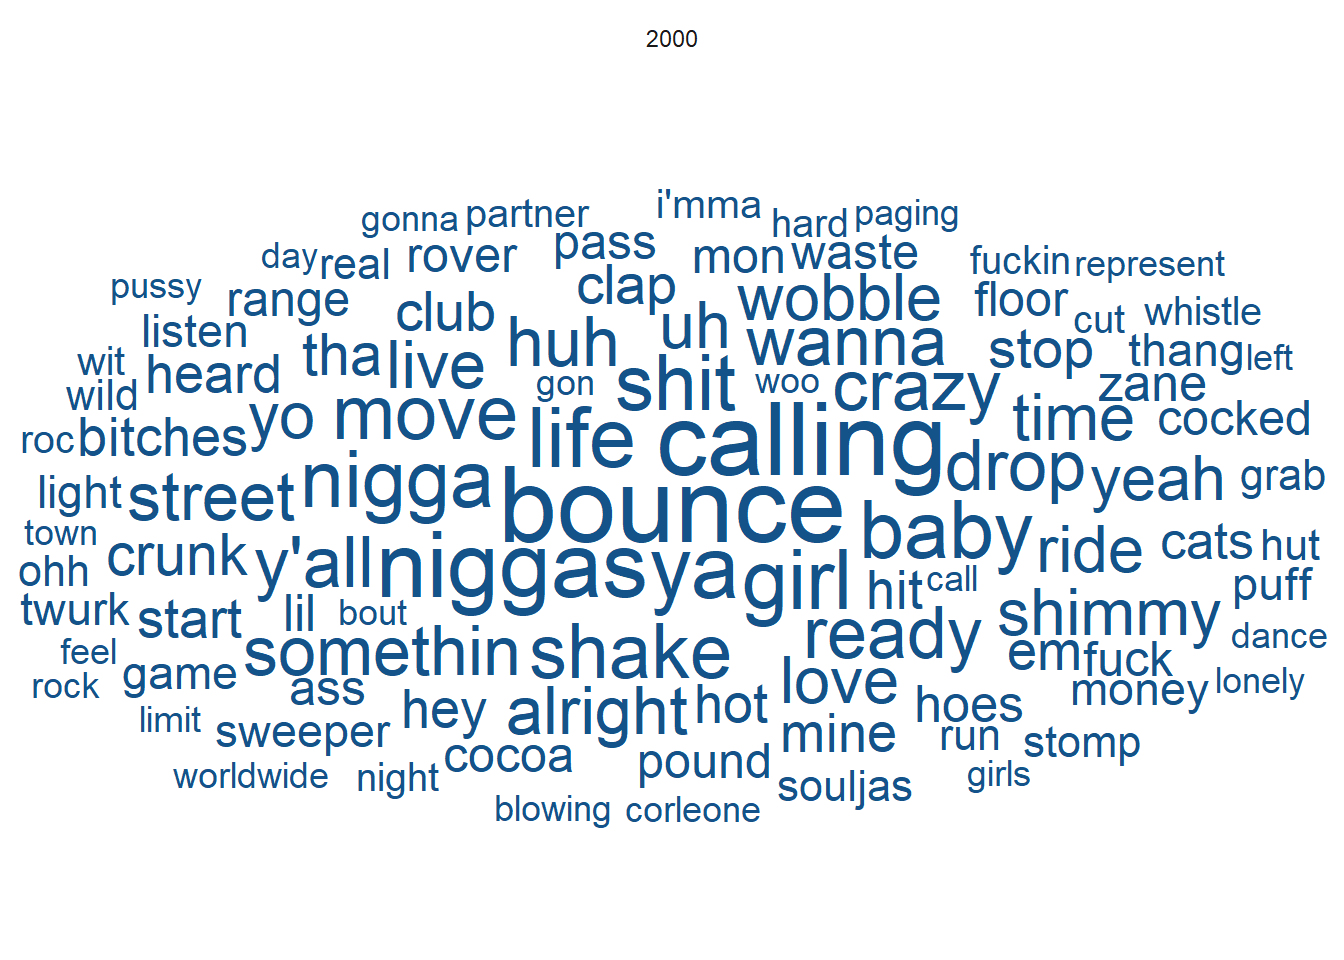 2000
i'mma
gonna partner hard paging
day real rover pass mon waste fuckin represent
pussy range club clap wobble floor cut whistle
listen tha live huh uh wanna stop thang left
wit heard gon shit woo crazy zane
wild yo move life calling time cocked
roc bitches nigga bounce drop yeah grab
light street baby
town crunk y'all niggas ya girl ride cats hut
ohh hit call puff
twurk start lil bout ready shimmy dance
feel game somethin shake love em fuck money lonely
rock ass hey alright hot hoes
limit sweeper mine run stomp
worldwide night cocoa pound souljas girls
blowing corleone